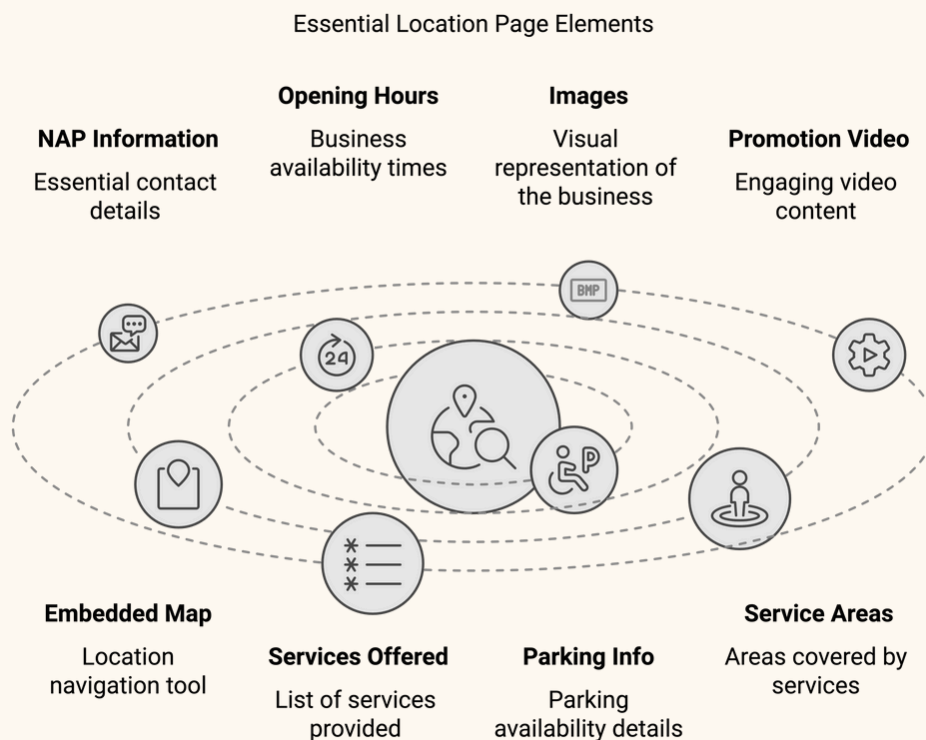 Essential Location Page Elements
Opening Hours
Images
NAP Information
Business
availability times
Visual
representation of
the business
Promotion Video
Essential contact
details
Engaging video
content
BMP
24
P
Embedded Map
Service Areas
Location
navigation tool
Services Offered
Parking Info
Areas covered by
services
List of services
provided
Parking
availability details